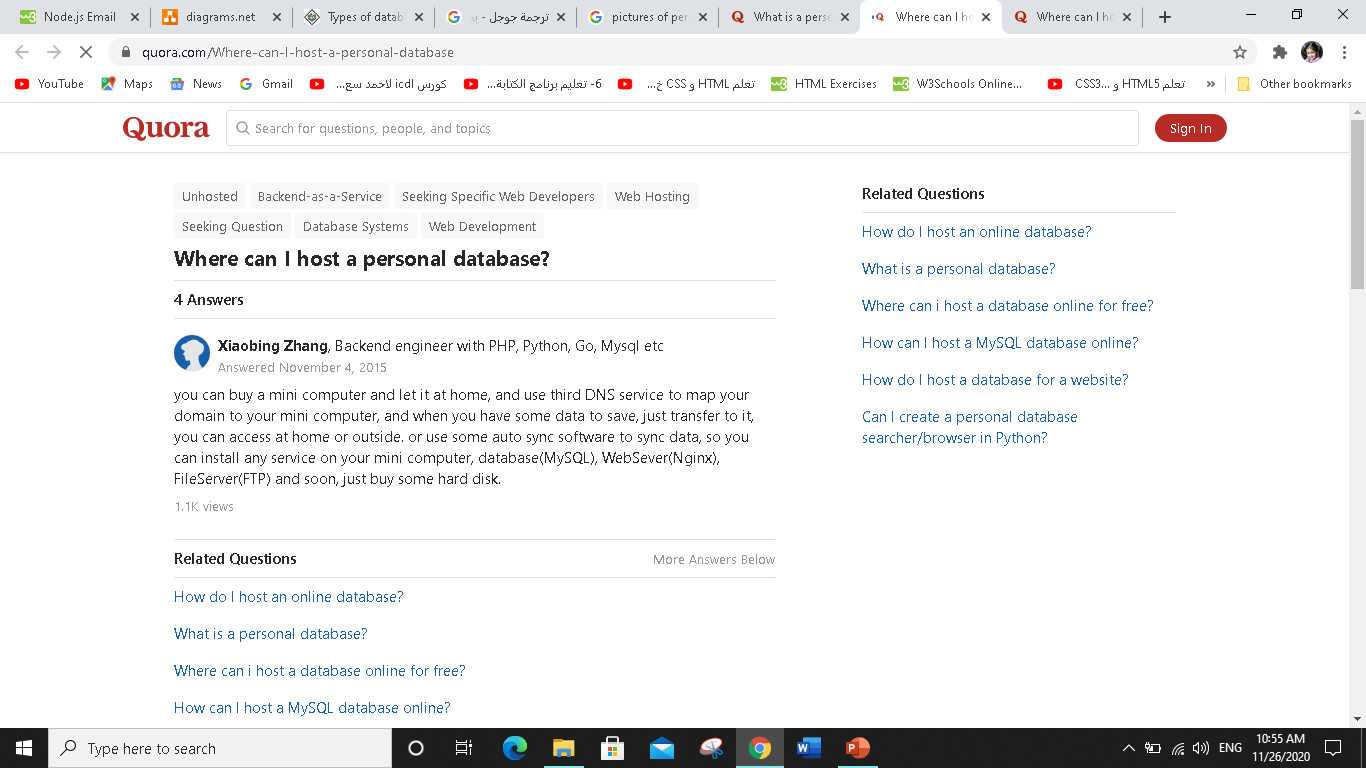 Node.js Email
diagrams.net
Types of datab
ترجمة جوجل - بح
pictures of per
What is a perso
Where can I ho
Where can I ho
quora.com/Where-can-I-host-a-personal-database
YouTube
Maps
News
Gmail
كورس icdl لاحمد سع...
6- تعليم برنامج الكتابة...
تعلم HTML و CSS خ...
HTML Exercises
W3Schools Online...
تعلم HTML5 و CSS3...
»
Other bookmarks
Quora
Search for questions, people, and topics
Sign In
Unhosted
Backend-as-a-Service
Seeking Specific Web Developers
Web Hosting
Seeking Question
Database Systems
Web Development
Where can I host a personal database?
4 Answers
Xiaobing Zhang, Backend engineer with PHP, Python, Go, Mysql etc
Answered November 4, 2015
you can buy a mini computer and let it at home, and use third DNS service to map your
domain to your mini computer, and when you have some data to save, just transfer to it,
you can access at home or outside. or use some auto sync software to sync data, so you
can install any service on your mini computer, database(MySQL), WebSever(Nginx),
FileServer(FTP) and soon, just buy some hard disk.
1.1K views
Related Questions
More Answers Below
How do I host an online database?
What is a personal database?
Where can i host a database online for free?
How can I host a MySQL database online?
Related Questions
How do I host an online database?
What is a personal database?
Where can i host a database online for free?
How can I host a MySQL database online?
How do I host a database for a website?
Can I create a personal database
searcher/browser in Python?
Type here to search
ENG
10:55 AM
11/26/2020